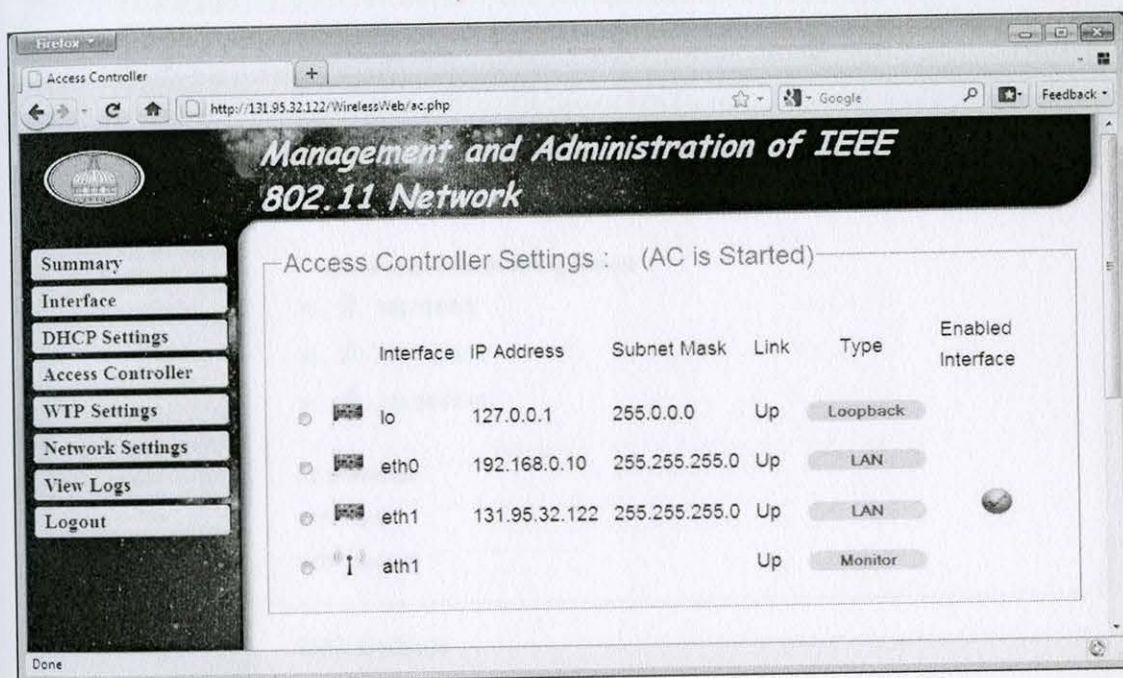 Firefox
Access Controller
+
http://131.95.32.122/WirelessWeb/ac.php
Google
Feedback
Management and Administration of IEEE
802.11 Network
Summary
Interface
DHCP Settings
Access Controller
WTP Settings
Network Settings
View Logs
Logout
Access Controller Settings : (AC is Started)
Interface IP Address Subnet Mask Link Type Enabled Interface
lo 127.0.0.1 255.0.0.0 Up Loopback
eth0 192.168.0.10 255.255.255.0 Up LAN
eth1 131.95.32.122 255.255.255.0 Up LAN
ath1 Up Monitor
Done